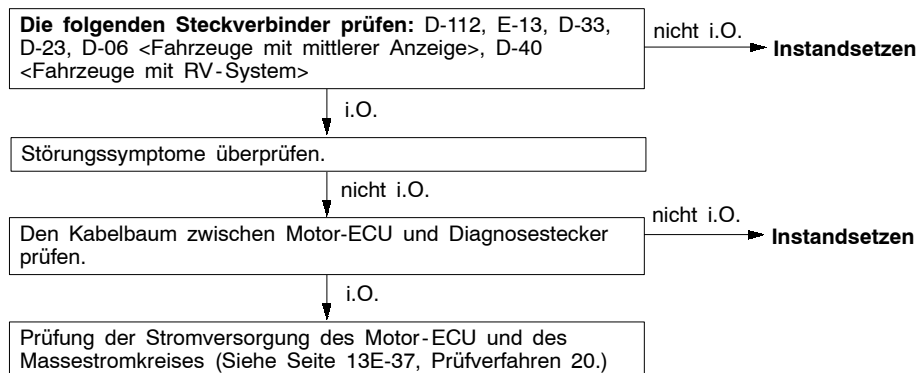 Die folgenden Steckverbinder prüfen: D-112, E-13, D-33,
D-23, D-06 <Fahrzeuge mit mittlerer Anzeige>, D-40
<Fahrzeuge mit RV-System>
nicht i.O.
Instandsetzen
i.O.
Störungssymptome überprüfen.
nicht i.O.
Den Kabelbaum zwischen Motor-ECU und Diagnosestecker
prüfen.
nicht i.O.
Instandsetzen
i.O.
Prüfung der Stromversorgung des Motor-ECU und des
Massestromkreises (Siehe Seite 13E-37, Prüfverfahren 20.)